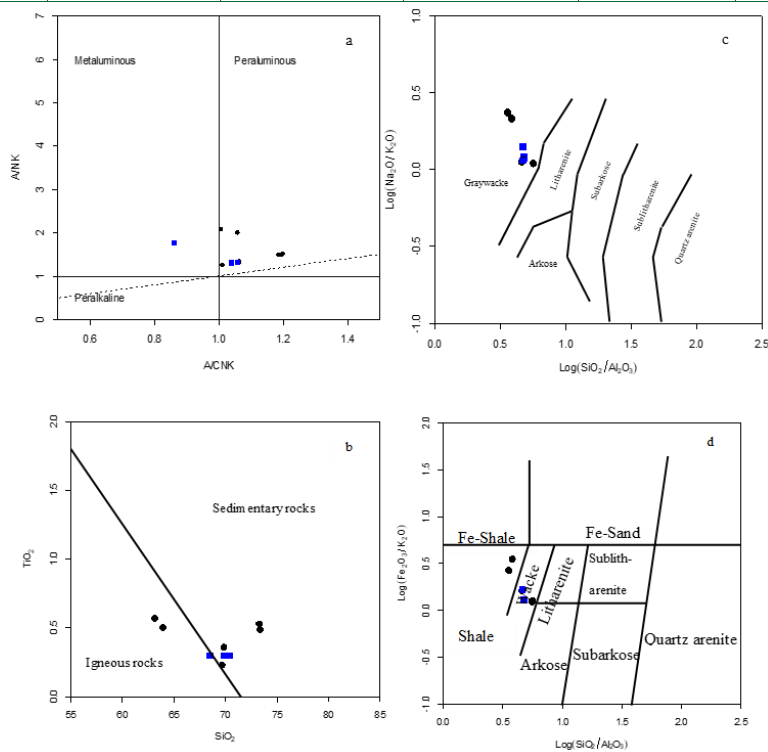 a
Metaluminous
Peraluminous
Peralkaline
A/NK
0 1 2 3 4 5 6 7
0.6 0.8 1.0 1.2 1.4
A/CNK
c
Graywacke
Litharenite
Subarkose
Sublitharenite
Quartz arenite
Arkose
Log(Na₂O/K₂O)
-1.0 -0.5 0.0 0.5 1.0
0.0 0.5 1.0 1.5 2.0 2.5
Log(SiO₂/Al₂O₃)
b
Sedimentary rocks
Igneous rocks
TiO₂
0.0 0.5 1.0 1.5 2.0
55 60 65 70 75 80 85
SiO₂
d
Fe-Shale
Fe-Sand
Sublith-
arenite
Litharenite
Shale
Arkose
Subarkose
Quartz arenite
Log(Fe₂O₃/K₂O)
-1.0 -0.5 0.0 0.5 1.0 1.5 2.0
0.0 0.5 1.0 1.5 2.0 2.5
Log(SiO₂/Al₂O₃)